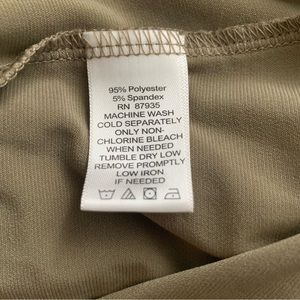 95% Polyester
5% Spandex
RN 87935
MACHINE WASH
COLD SEPARATELY
ONLY NON-
CHLORINE BLEACH
WHEN NEEDED
TUMBLE DRY LOW
REMOVE PROMPTLY
LOW IRON
IF NEEDED